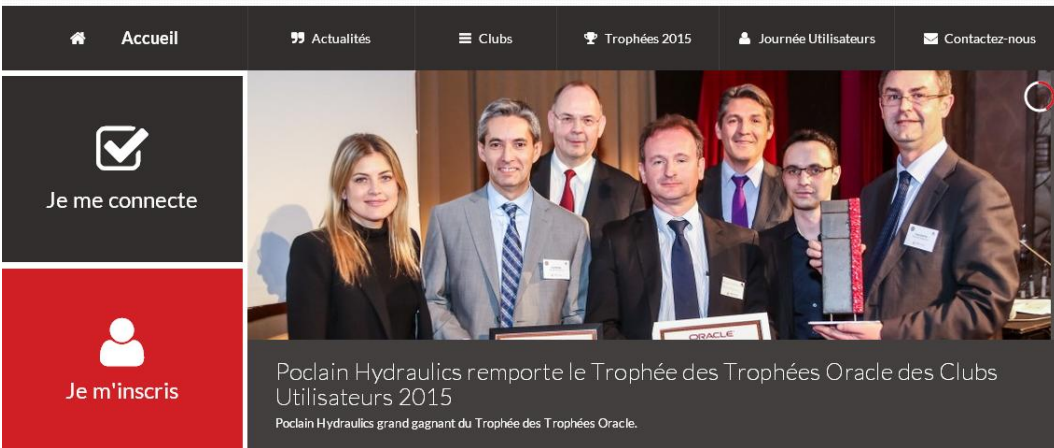 Accueil
Actualités
Clubs
Trophées 2015
Journée Utilisateurs
Contactez-nous
Je me connecte
Je m'inscris
ORACLE
Poclain Hydraulics remporte le Trophée des Trophées Oracle des Clubs
Utilisateurs 2015
Poclain Hydraulics grand gagnant du Trophée des Trophées Oracle.